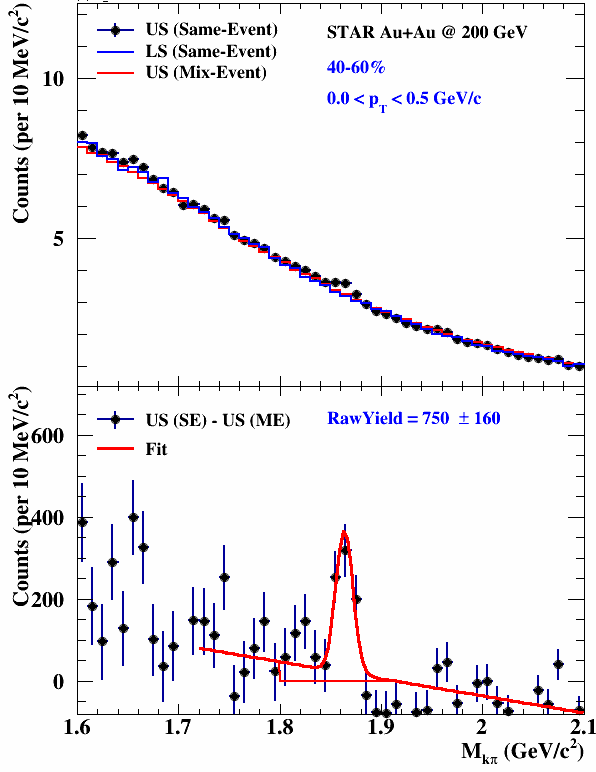 US (Same-Event)
LS (Same-Event)
US (Mix-Event)
STAR Au+Au @ 200 GeV
40-60%
0.0 < p_T < 0.5 GeV/c
Counts (per 10 MeV/c²)
10
5
US (SE) - US (ME)
Fit
RawYield = 750 ± 160
Counts (per 10 MeV/c²)
600
400
200
0
1.6 1.7 1.8 1.9 2 2.1
M_kπ (GeV/c²)